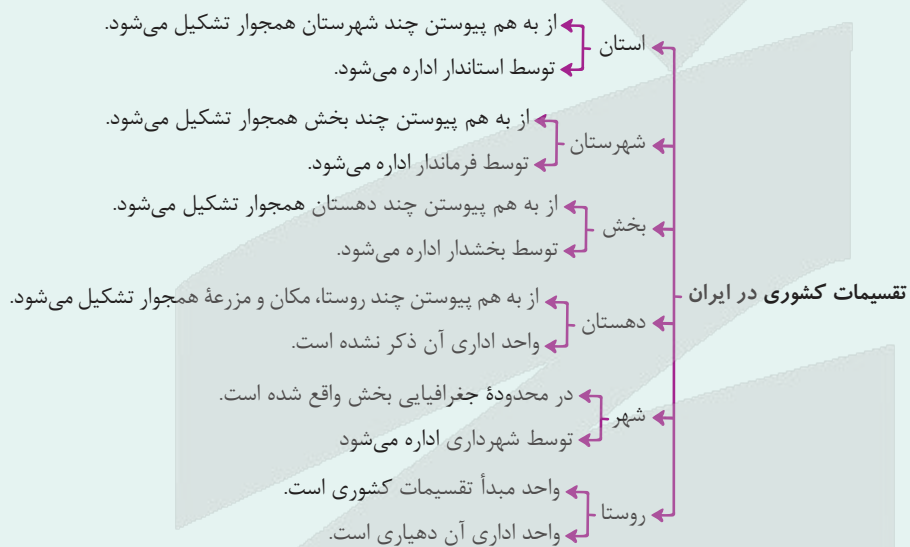 تقسیمات کشوری در ایران
استان
از به هم پیوستن چند شهرستان همجوار تشکیل می‌شود.
توسط استاندار اداره می‌شود.
شهرستان
از به هم پیوستن چند بخش همجوار تشکیل می‌شود.
توسط فرماندار اداره می‌شود.
بخش
از به هم پیوستن چند دهستان همجوار تشکیل می‌شود.
توسط بخشدار اداره می‌شود.
دهستان
از به هم پیوستن چند روستا، مکان و مزرعهٔ همجوار تشکیل می‌شود.
واحد اداری آن ذکر نشده است.
شهر
در محدودهٔ جغرافیایی بخش واقع شده است.
توسط شهرداری اداره می‌شود
روستا
واحد مبدأ تقسیمات کشوری است.
واحد اداری آن دهیاری است.